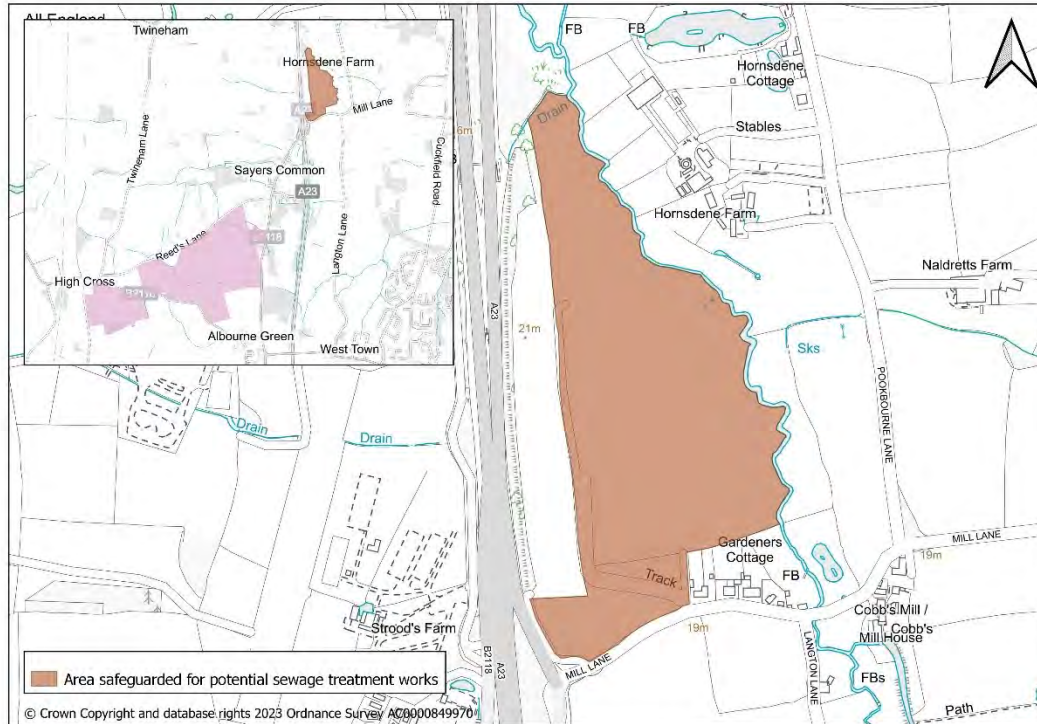 All England
Twineham
Hornsdene Farm
Mill Lane
Twineham Lane
Cuckfield Road
Sayers Common
A23
Langton Lane
Reed's Lane
High Cross
Albourne Green
West Town
FB
FB
Hornsdene
Cottage
Drain
Stables
Hornsdene Farm
Naldretts Farm
A23
21m
Sks
POOKBOURNE LANE
Drain
Drain
Gardeners
Cottage
MILL LANE
19m
Track
FB
Cobb's Mill /
Cobb's
Mill House
Strood's Farm
19m
B2118
A23
MILL LANE
LANGTON LANE
FBs
Path
Area safeguarded for potential sewage treatment works
© Crown Copyright and database rights 2023 Ordnance Survey AC0000849970